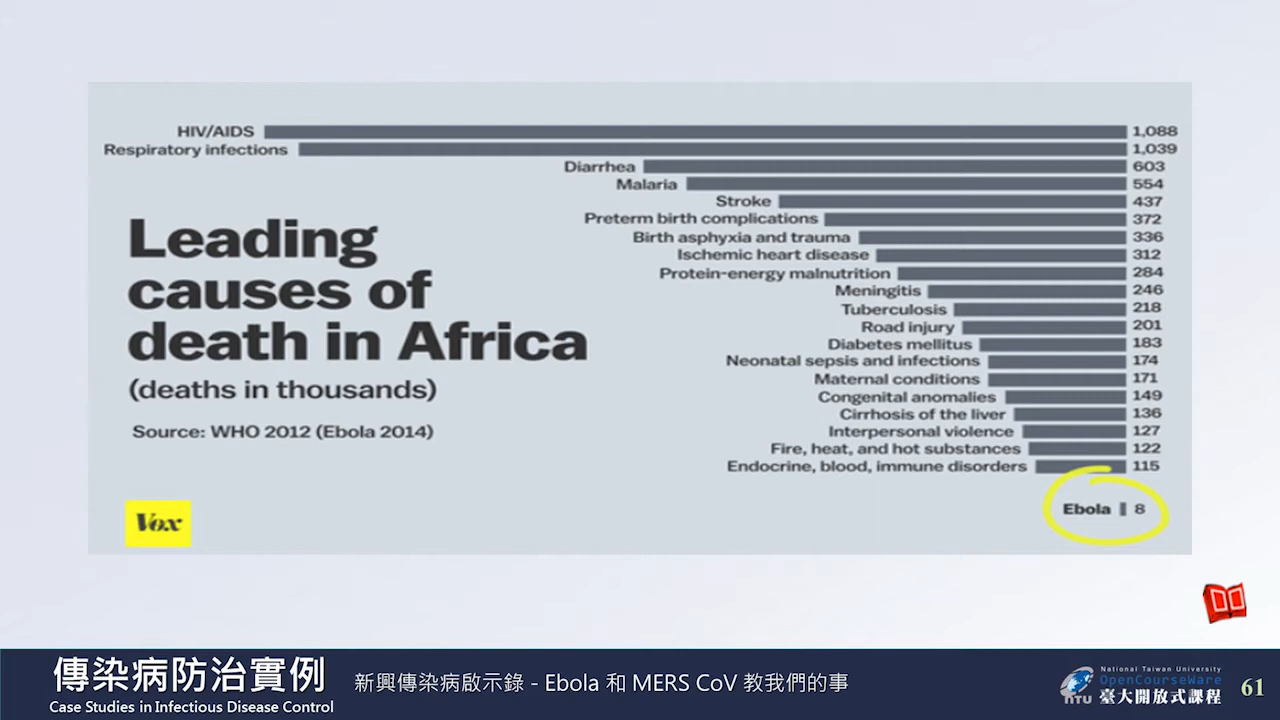 HIV/AIDS 1,088
Respiratory infections 1,039
Diarrhea 603
Malaria 554
Stroke 437
Preterm birth complications 372
Birth asphyxia and trauma 336
Ischemic heart disease 312
Protein-energy malnutrition 284
Meningitis 246
Tuberculosis 218
Road injury 201
Diabetes mellitus 183
Neonatal sepsis and infections 174
Maternal conditions 171
Congenital anomalies 149
Cirrhosis of the liver 136
Interpersonal violence 127
Fire, heat, and hot substances 122
Endocrine, blood, immune disorders 115
Ebola 8
Leading
causes of
death in Africa
(deaths in thousands)
Source: WHO 2012 (Ebola 2014)
Vox
傳染病防治實例
Case Studies in Infectious Disease Control
新興傳染病啟示錄 - Ebola 和 MERS CoV 教我們的事
NTU
National Taiwan University
OpenCourseWare
臺大開放式課程
61